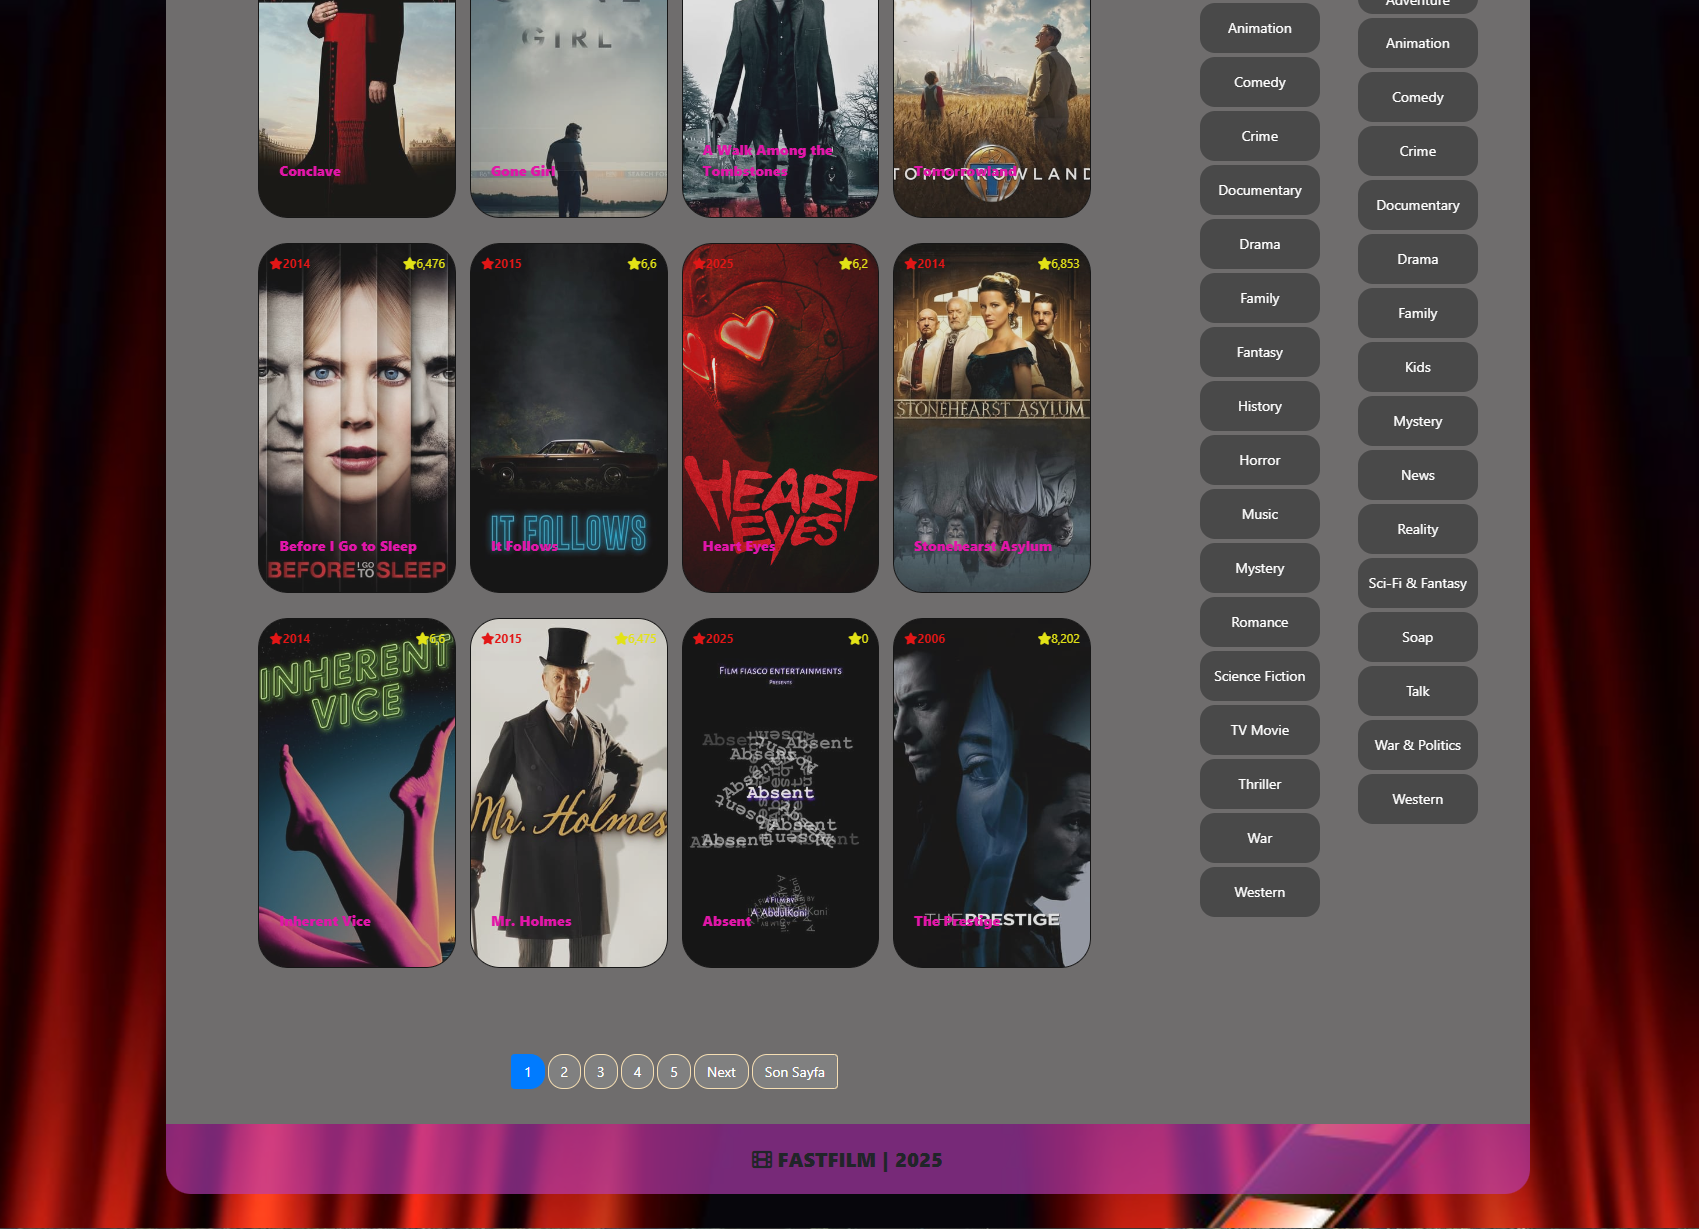 GIRL
Conclave
Gone Girl
A Walk Among the
Tombstones
TOMORROWLAND
Tomorrowland
2014
6,476
2015
6,6
2025
6,2
2014
6,853
STONEHEARST ASYLUM
IT FOLLOWS
HEART
EYES
Before I Go to Sleep
It Follows
Heart Eyes
Stonehearst Asylum
BEFORE I GO TO SLEEP
2014
6,6
2015
2025
0
2006
8,202
INHERENT
VICE
FILM FIASCO ENTERTAINMENTS
PRESENTS
Absent
Absent
Absent
Absent
Absent
Absent
Mr. Holmes
A FILM BY
A AbdulKani
THE PRESTIGE
Inherent Vice
Mr. Holmes
Absent
The Prestige
1
2
3
4
5
Next
Son Sayfa
Animation
Comedy
Crime
Documentary
Drama
Family
Fantasy
History
Horror
Music
Mystery
Romance
Science Fiction
TV Movie
Thriller
War
Western
Adventure
Animation
Comedy
Crime
Documentary
Drama
Family
Kids
Mystery
News
Reality
Sci-Fi & Fantasy
Soap
Talk
War & Politics
Western
FASTFILM | 2025